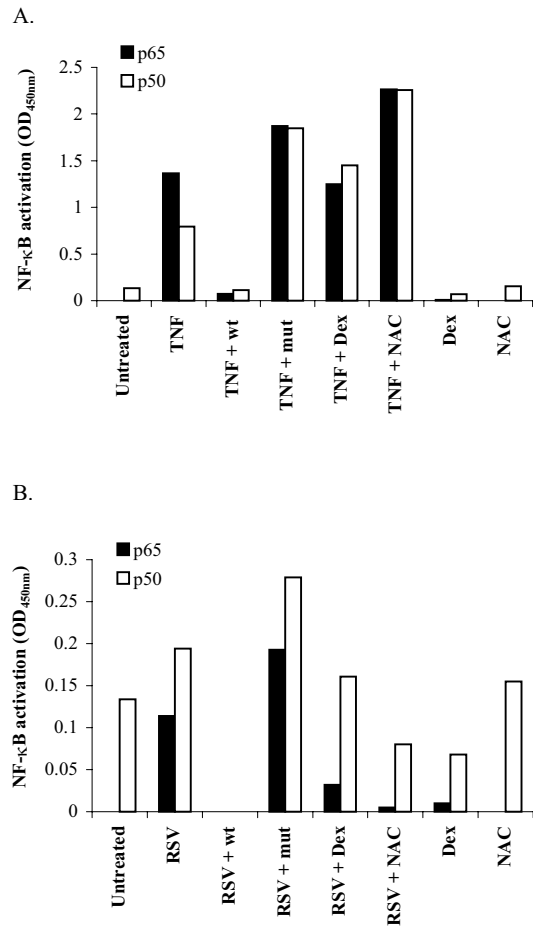 A.
p65
p50
NF-κB activation (OD450nm)
2.5
2
1.5
1
0.5
0
Untreated
TNF
TNF + wt
TNF + mut
TNF + Dex
TNF + NAC
Dex
NAC
B.
p65
p50
NF-κB activation (OD450nm)
0.3
0.25
0.2
0.15
0.1
0.05
0
Untreated
RSV
RSV + wt
RSV + mut
RSV + Dex
RSV + NAC
Dex
NAC